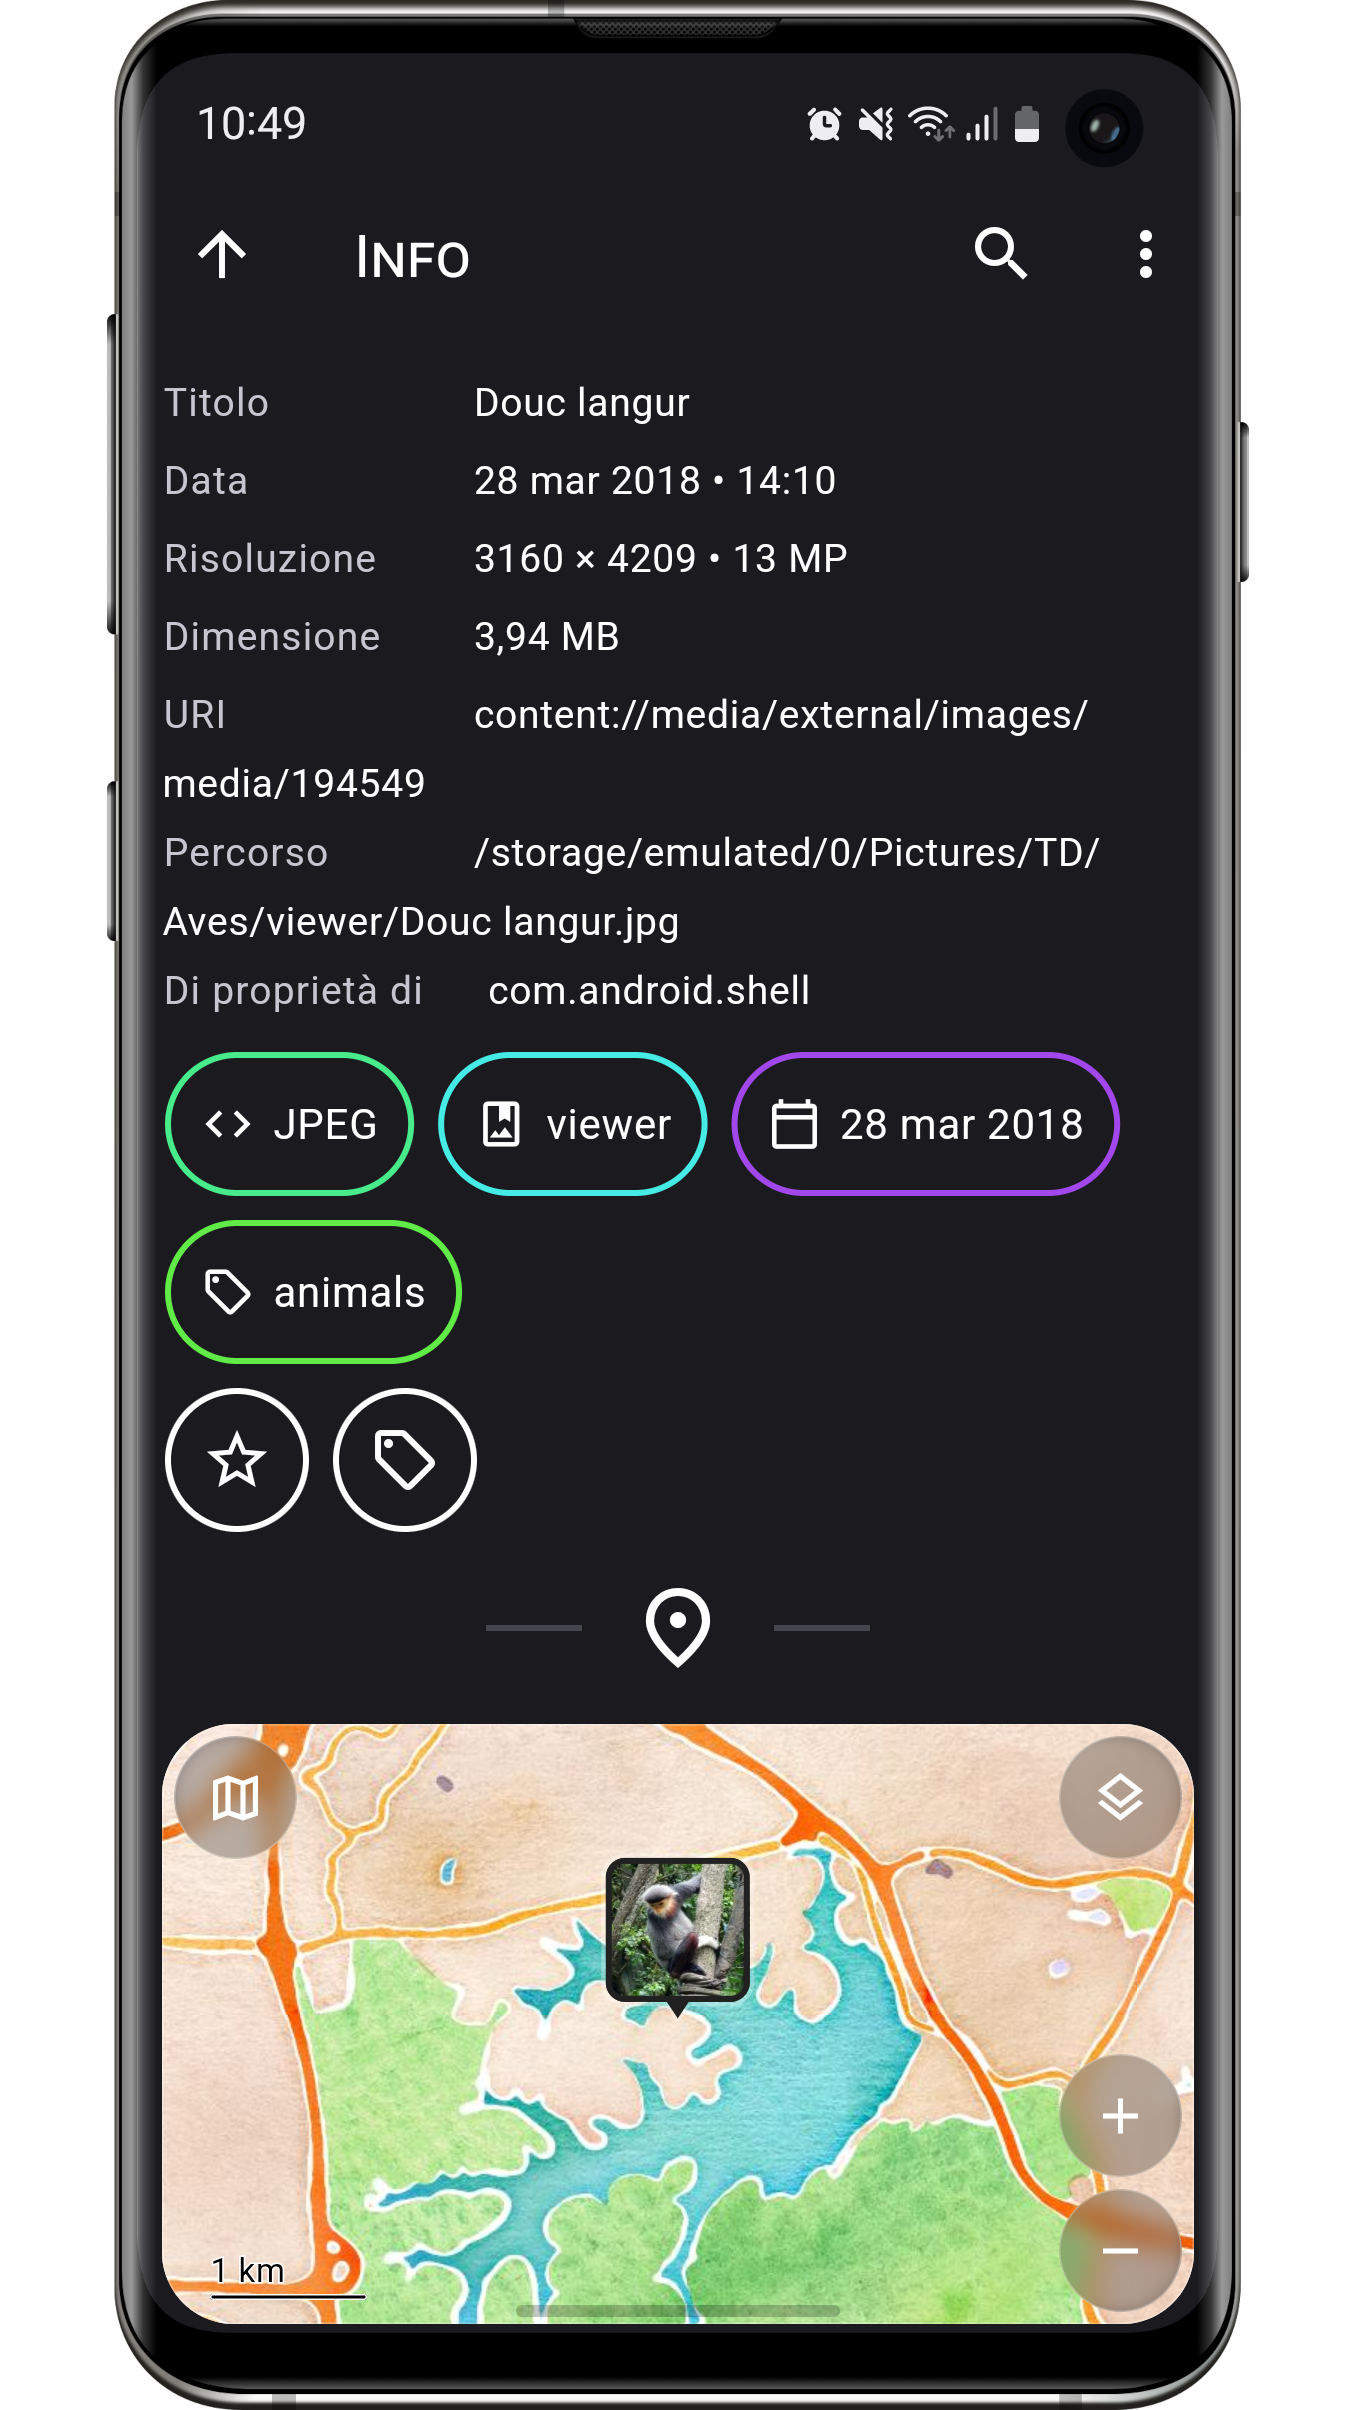 10:49
INFO
Titolo Douc langur
Data 28 mar 2018 • 14:10
Risoluzione 3160 × 4209 • 13 MP
Dimensione 3,94 MB
URI content://media/external/images/
media/194549
Percorso /storage/emulated/0/Pictures/TD/
Aves/viewer/Douc langur.jpg
Di proprietà di com.android.shell
JPEG viewer 28 mar 2018
animals
1 km